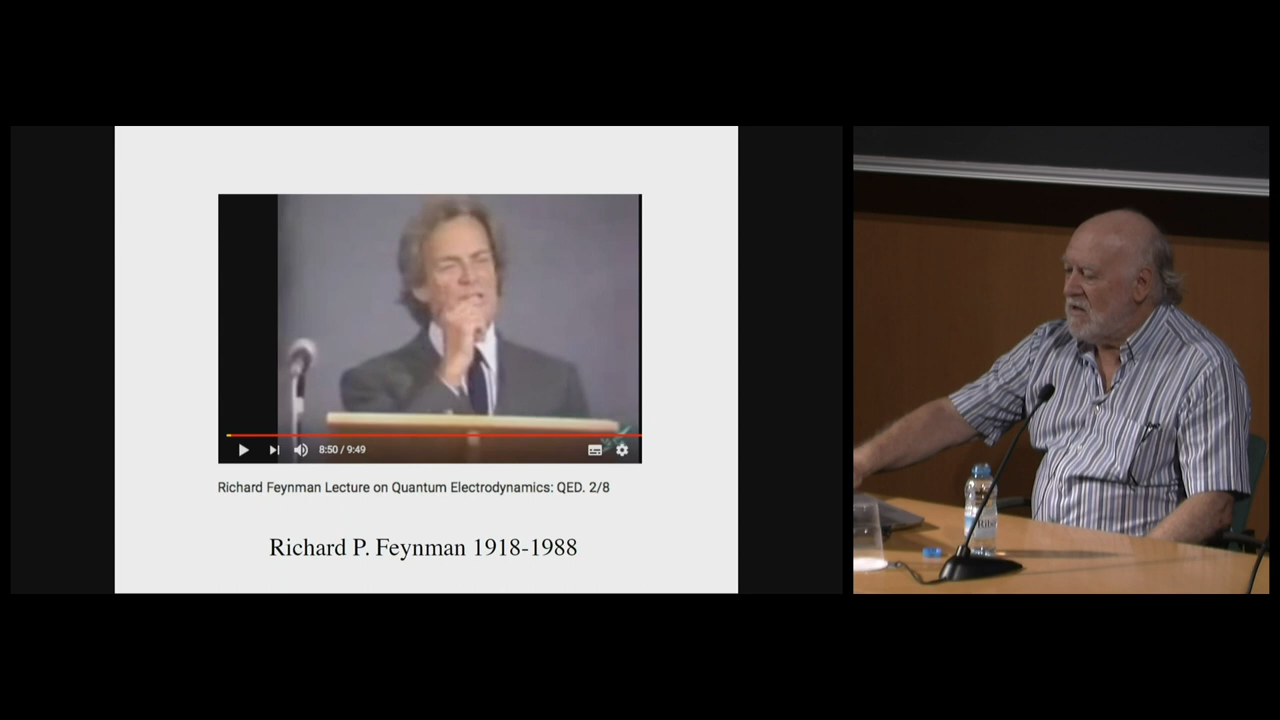 8:50 / 9:49
Richard Feynman Lecture on Quantum Electrodynamics: QED. 2/8
Richard P. Feynman 1918-1988